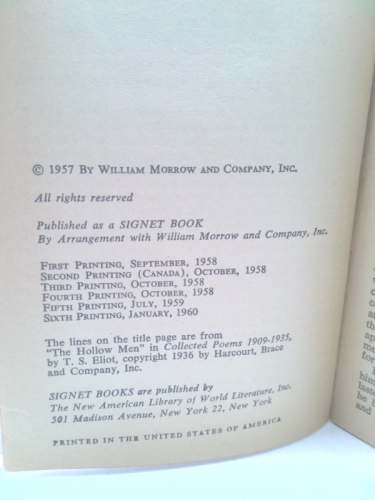 © 1957 BY WILLIAM MORROW AND COMPANY, INC.
All rights reserved
Published as a SIGNET BOOK
By Arrangement with William Morrow and Company, Inc.
FIRST PRINTING, SEPTEMBER, 1958
SECOND PRINTING (CANADA), OCTOBER, 1958
THIRD PRINTING, OCTOBER, 1958
FOURTH PRINTING, OCTOBER, 1958
FIFTH PRINTING, JULY, 1959
SIXTH PRINTING, JANUARY, 1960
The lines on the title page are from
"The Hollow Men" in Collected Poems 1909-1935,
by T. S. Eliot, copyright 1936 by Harcourt, Brace
and Company, Inc.
SIGNET BOOKS are published by
The New American Library of World Literature, Inc.
501 Madison Avenue, New York 22, New York
PRINTED IN THE UNITED STATES OF AMERICA